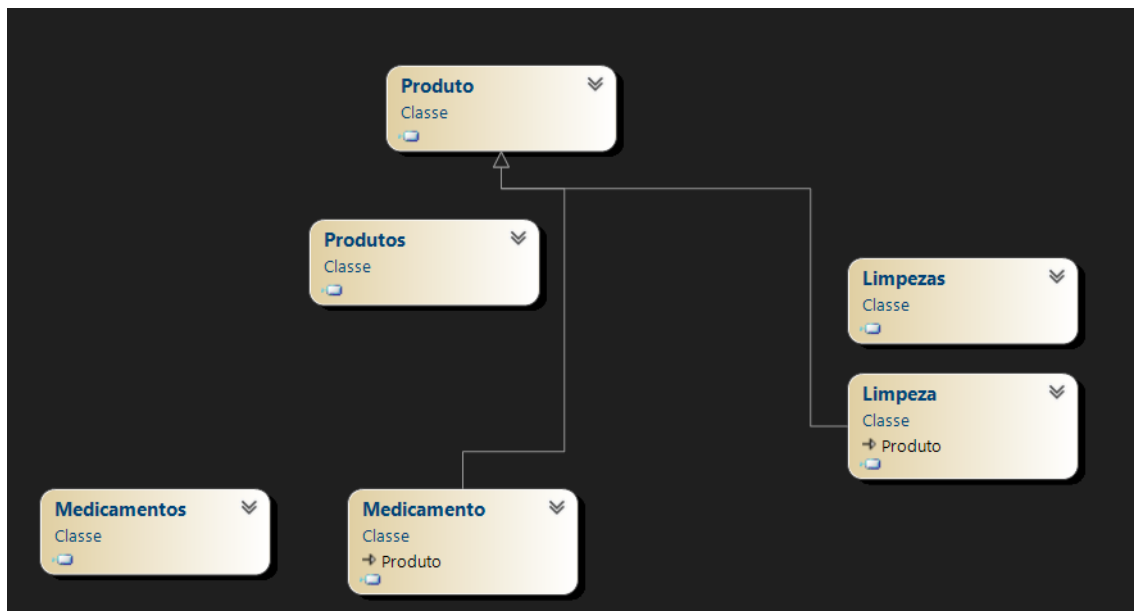 Produto
Classe
Produtos
Classe
Limpezas
Classe
Limpeza
Classe
Produto
Medicamentos
Classe
Medicamento
Classe
Produto